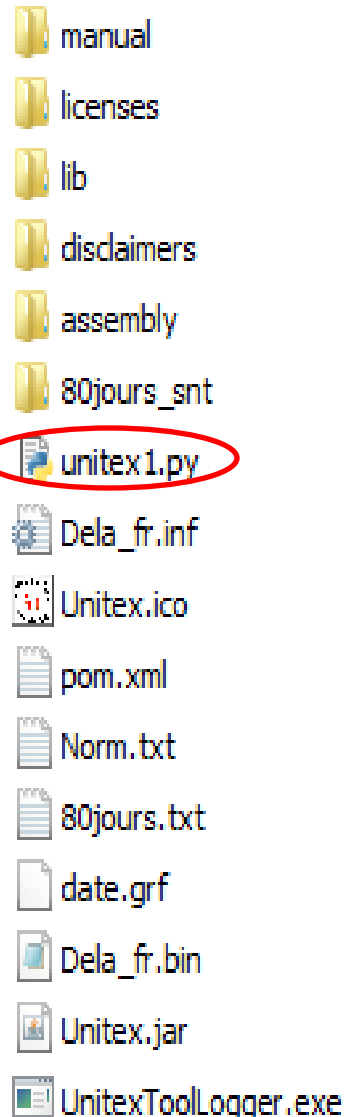 manual
licenses
lib
disclaimers
assembly
80jours_snt
unitex1.py
Dela_fr.inf
Unitex.ico
pom.xml
Norm.txt
80jours.txt
date.grf
Dela_fr.bin
Unitex.jar
UnitexToolLogger.exe